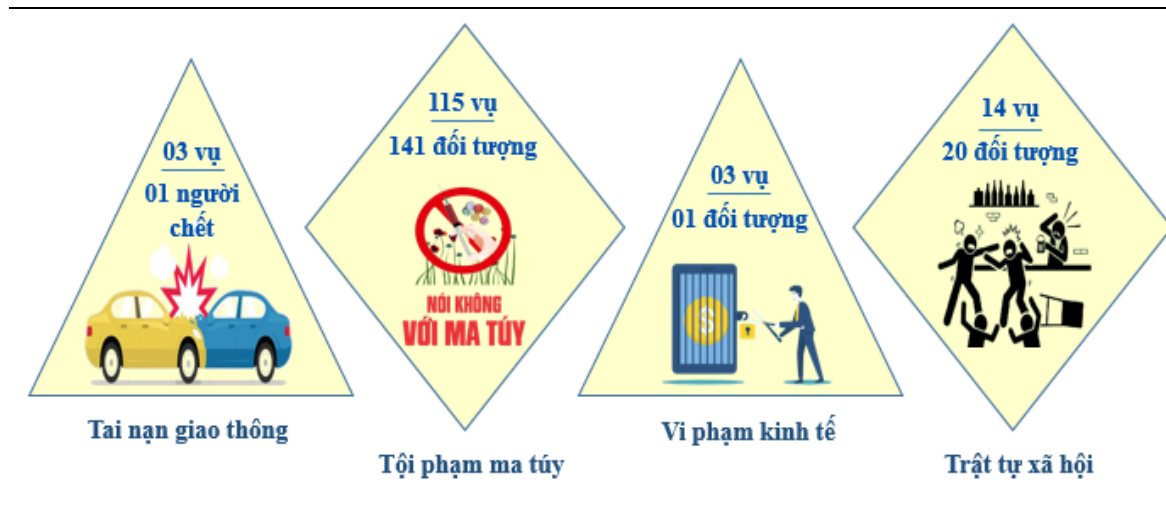 03 vụ
01 người
chết
Tai nạn giao thông
115 vụ
141 đối tượng
NÓI KHÔNG
VỚI MA TÚY
Tội phạm ma túy
03 vụ
01 đối tượng
$
Vi phạm kinh tế
14 vụ
20 đối tượng
Trật tự xã hội